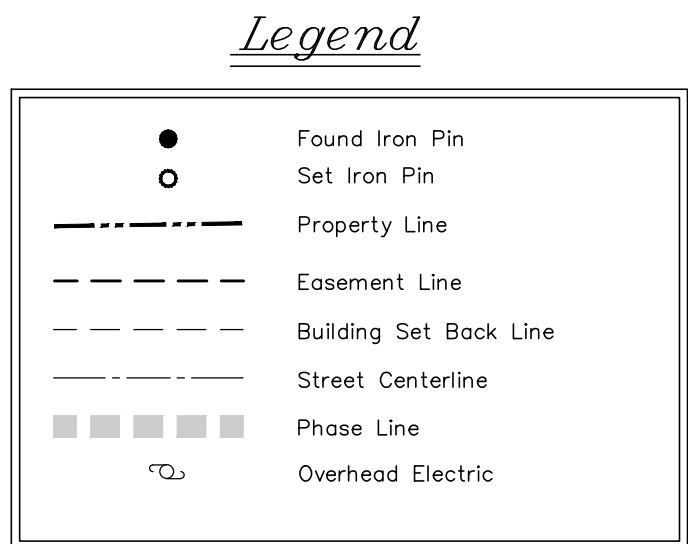 Legend
Found Iron Pin
Set Iron Pin
Property Line
Easement Line
Building Set Back Line
Street Centerline
Phase Line
Overhead Electric